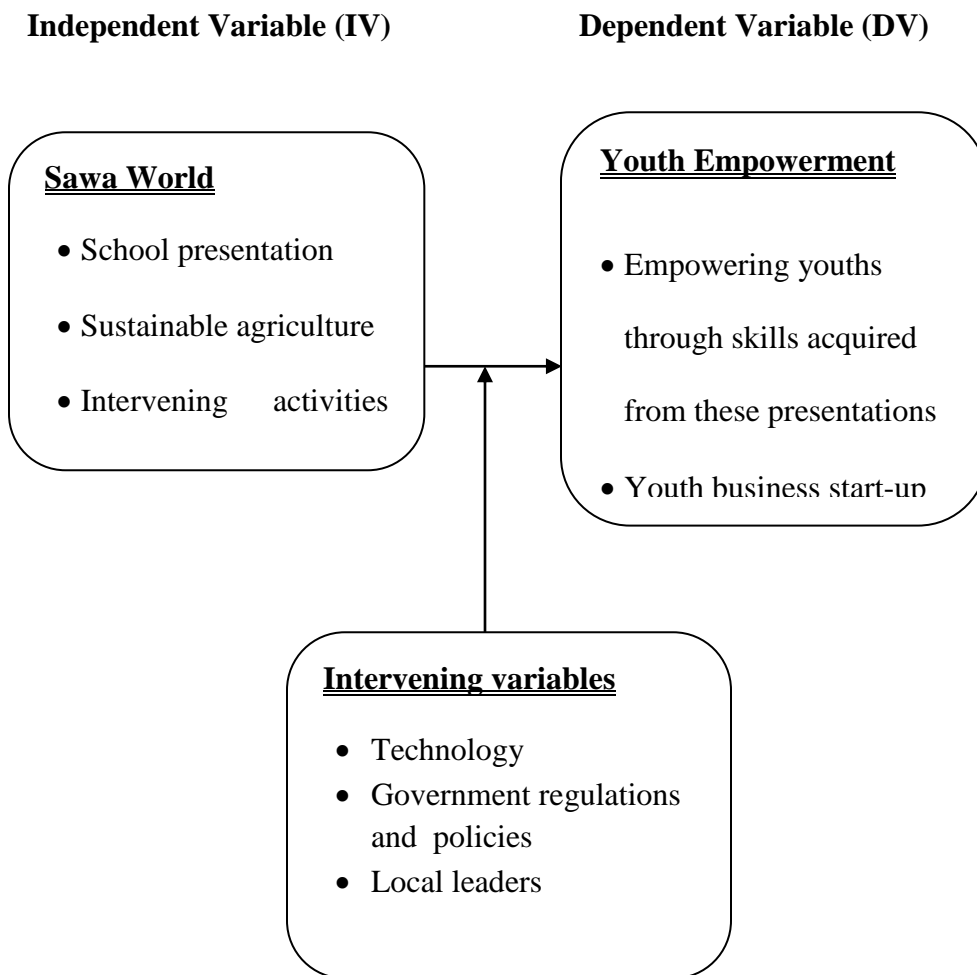 Independent Variable (IV)
Dependent Variable (DV)
Sawa World
• School presentation
• Sustainable agriculture
• Intervening activities
Youth Empowerment
• Empowering youths
through skills acquired
from these presentations
• Youth business start-up
Intervening variables
• Technology
• Government regulations
and policies
• Local leaders